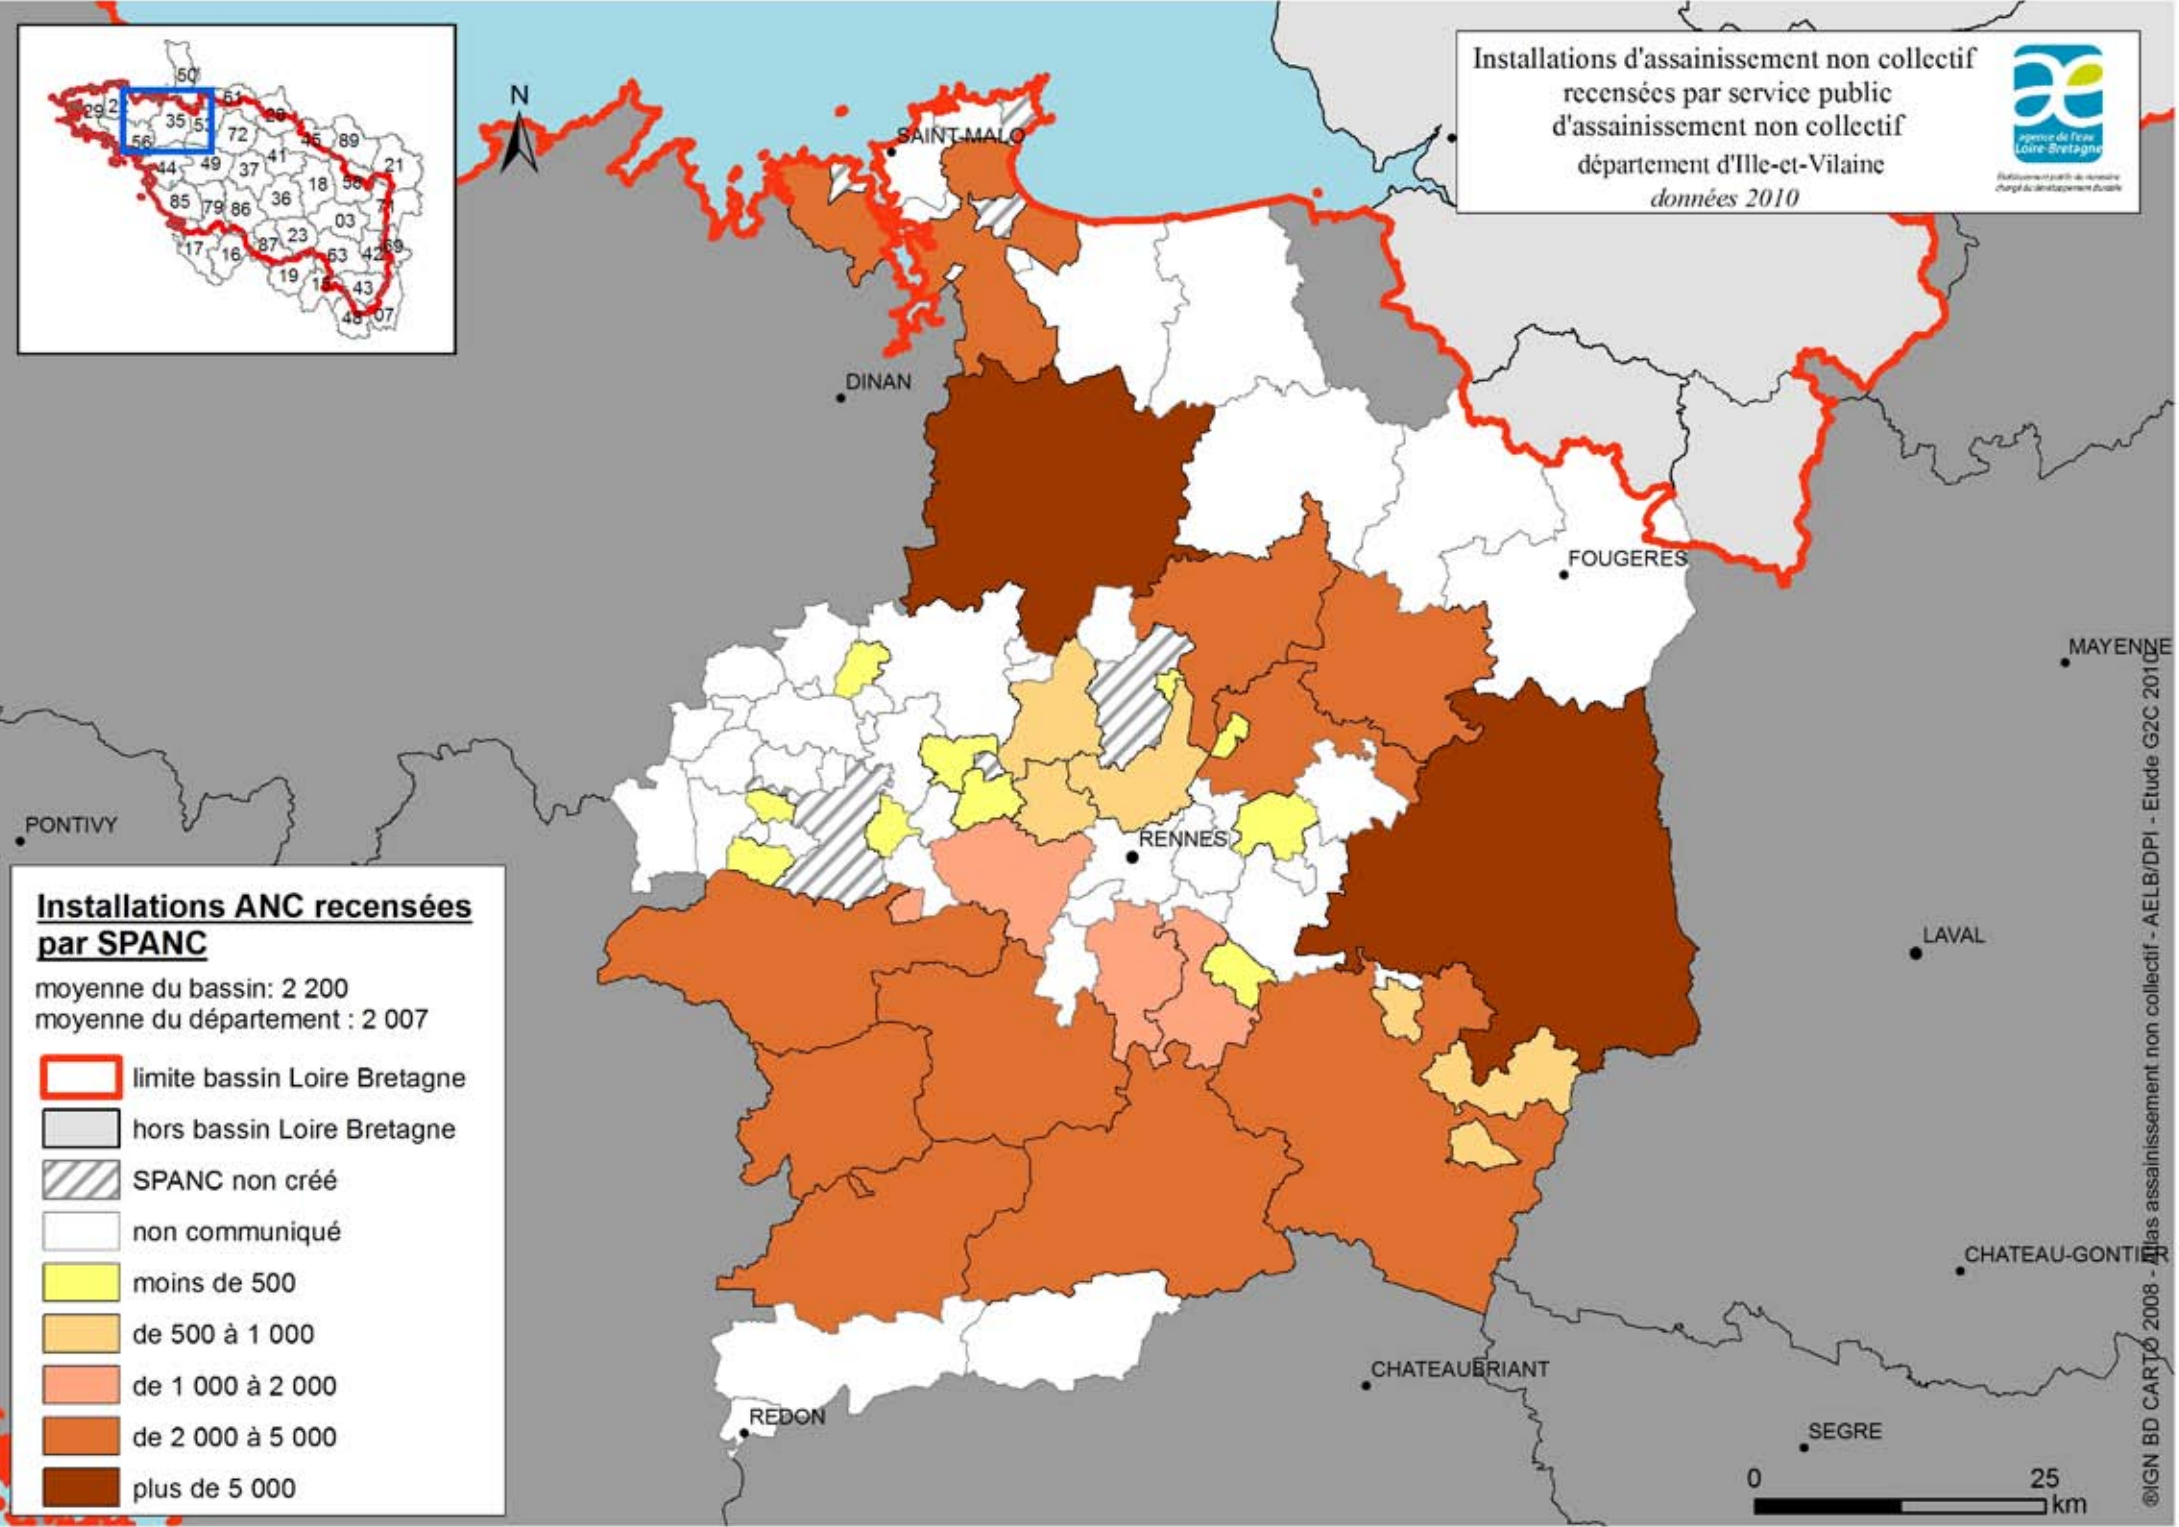 Installations d'assainissement non collectif
recensées par service public
d'assainissement non collectif
département d'Ille-et-Vilaine
données 2010
agence de l'eau
Loire-Bretagne
50
61
28
29
35
53
72
45
89
56
44
49
37
41
21
18
58
85
79
86
36
03
71
17
16
87
23
63
42
69
19
15
43
48
07
N
SAINT-MALO
DINAN
FOUGERES
MAYENNE
PONTIVY
RENNES
LAVAL
CHATEAU-GONTIER
CHATEAUBRIANT
REDON
SEGRE
Installations ANC recensées
par SPANC
moyenne du bassin: 2 200
moyenne du département : 2 007
limite bassin Loire Bretagne
hors bassin Loire Bretagne
SPANC non créé
non communiqué
moins de 500
de 500 à 1 000
de 1 000 à 2 000
de 2 000 à 5 000
plus de 5 000
0 25
km
®IGN BD CARTO 2008 - Atlas assainissement non collectif - AELB/DPI - Etude G2C 2010